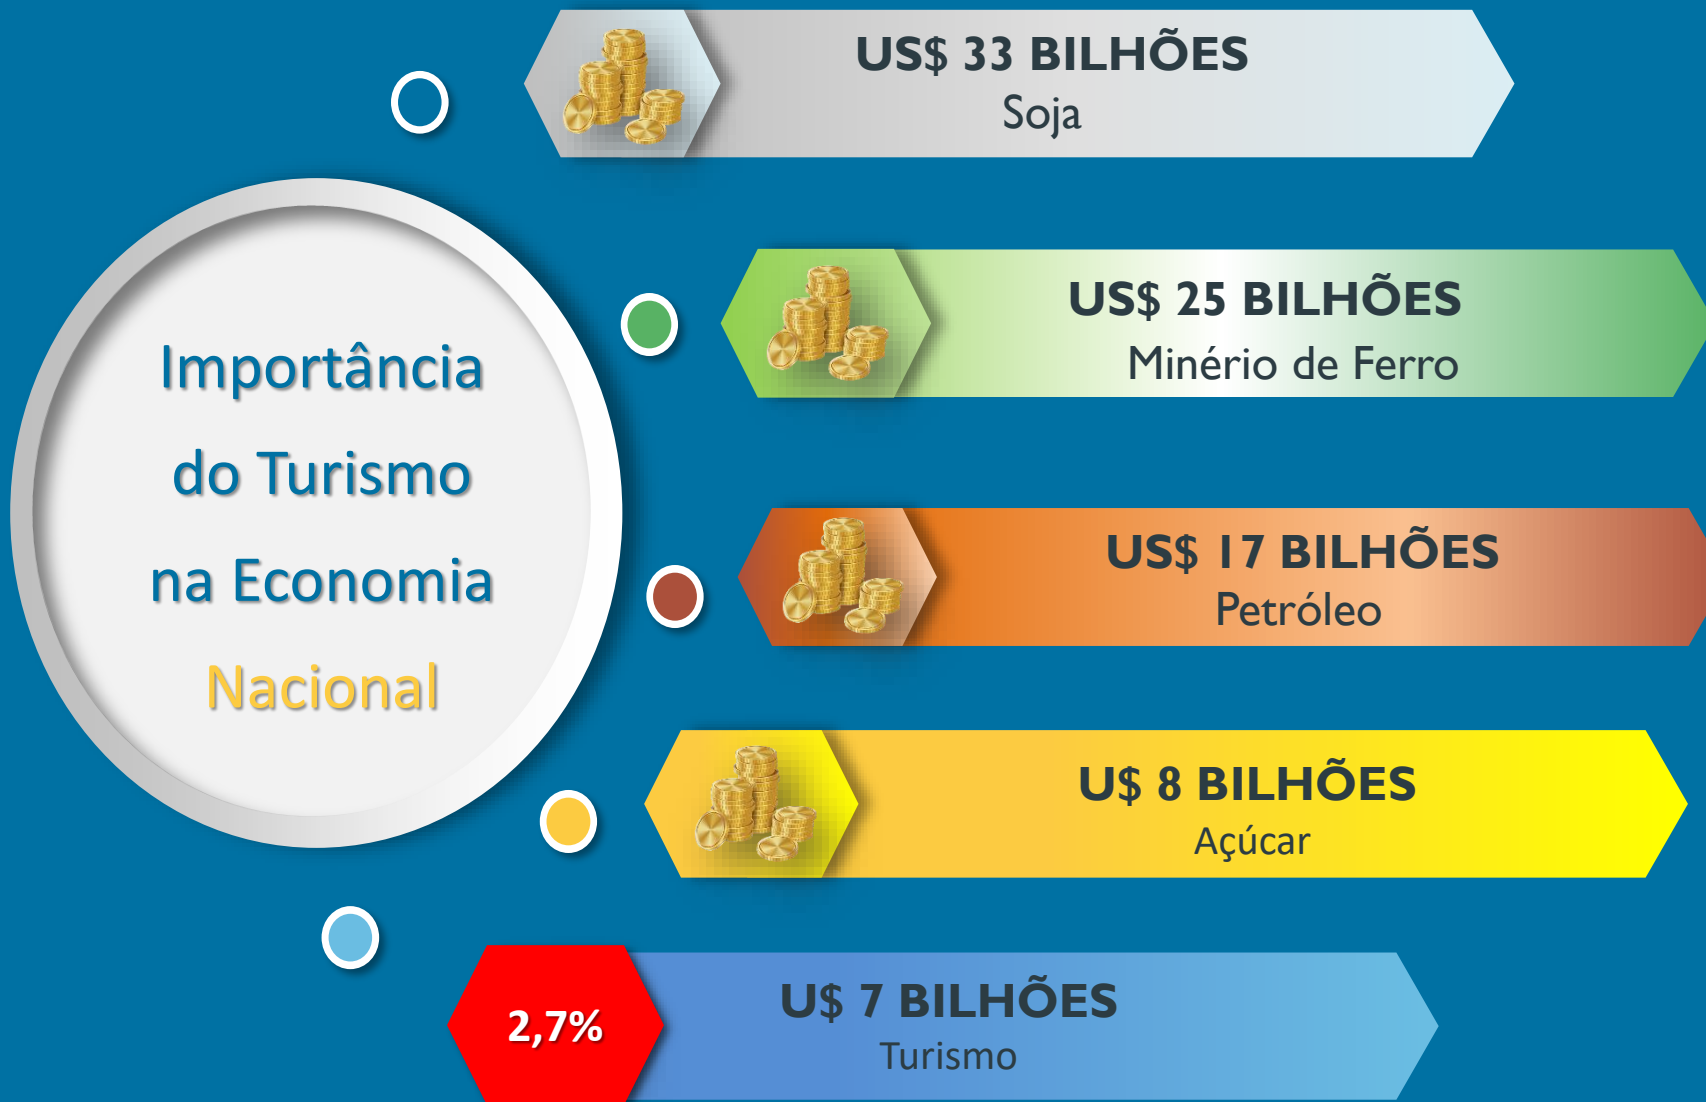 US$ 33 BILHÕES
Soja
US$ 25 BILHÕES
Minério de Ferro
Importância
do Turismo
na Economia
Nacional
US$ 17 BILHÕES
Petróleo
U$ 8 BILHÕES
Açúcar
2,7%
U$ 7 BILHÕES
Turismo